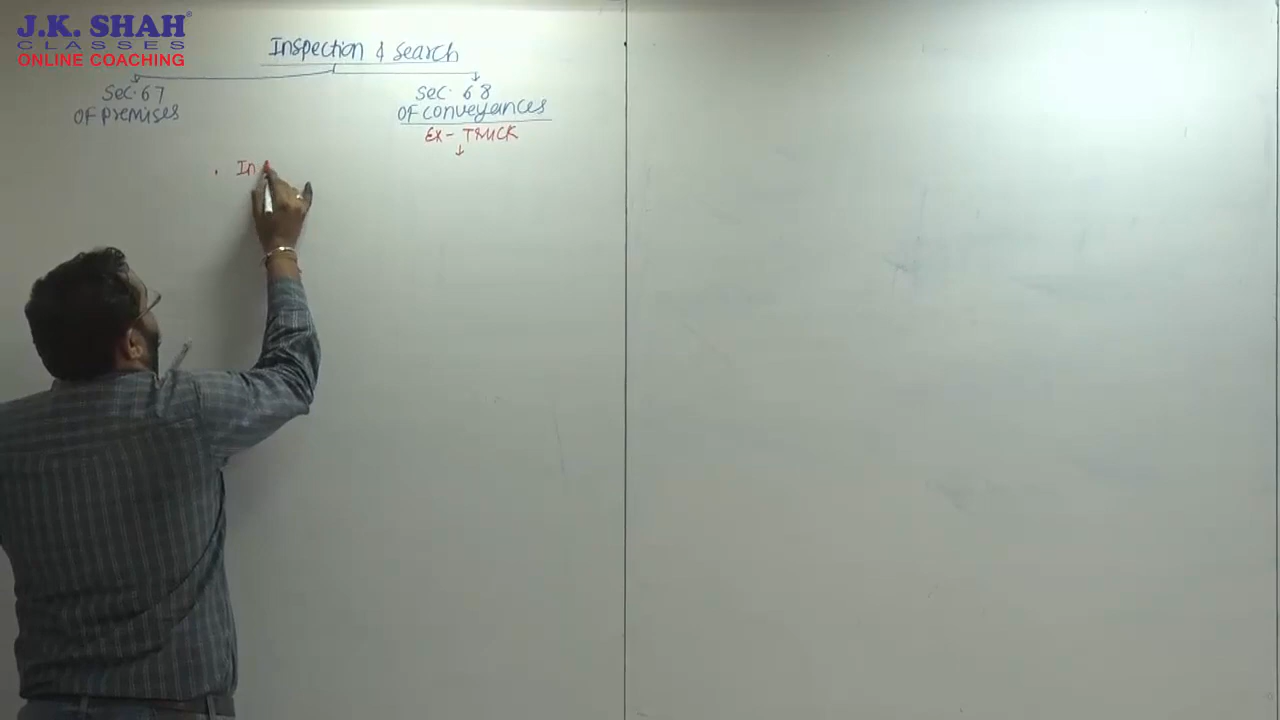 J.K. SHAH®
CLASSES
ONLINE COACHING
Inspection & Search
Sec. 67
OF Premises
Sec. 68
OF Conveyances
Ex - TRUCK
. In